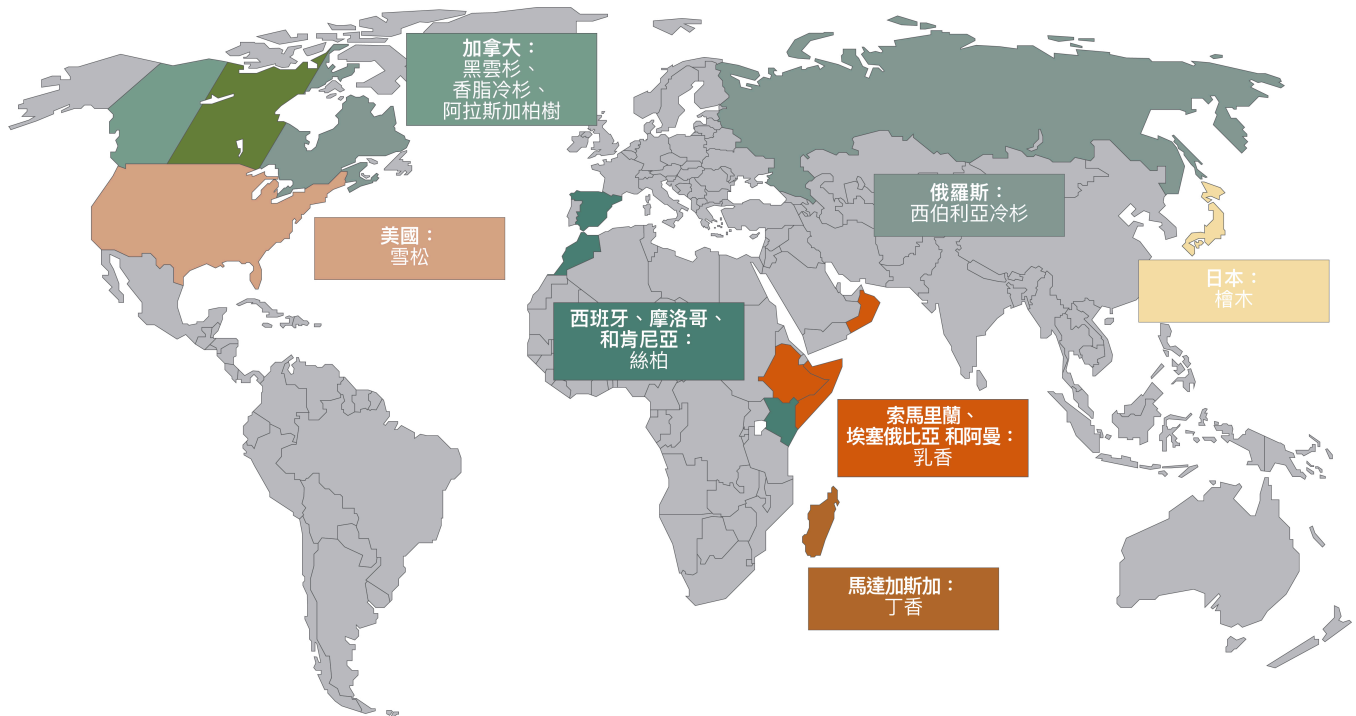 加拿大：
黑雲杉、
香脂冷杉、
阿拉斯加柏樹
俄羅斯：
西伯利亞冷杉
美國：
雪松
日本：
檜木
西班牙、摩洛哥、
和肯尼亞：
絲柏
索馬里蘭、
埃塞俄比亞 和阿曼：
乳香
馬達加斯加：
丁香